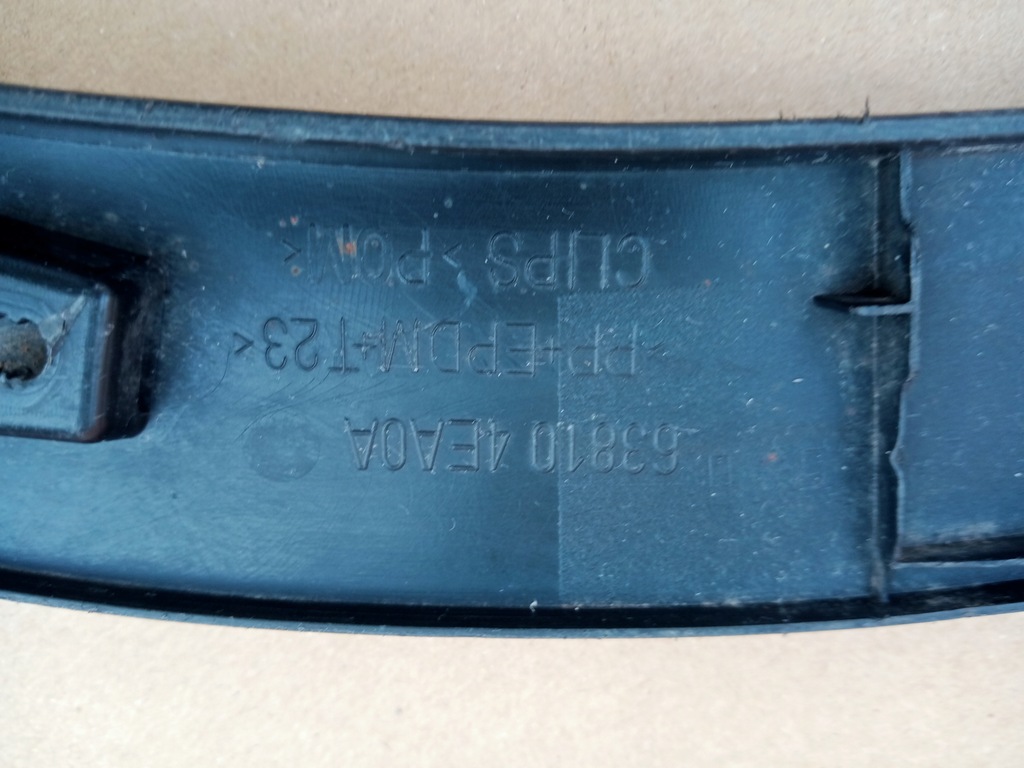 63810 4EA0A
>PP+EPDM+T23<
CLIPS >POM<